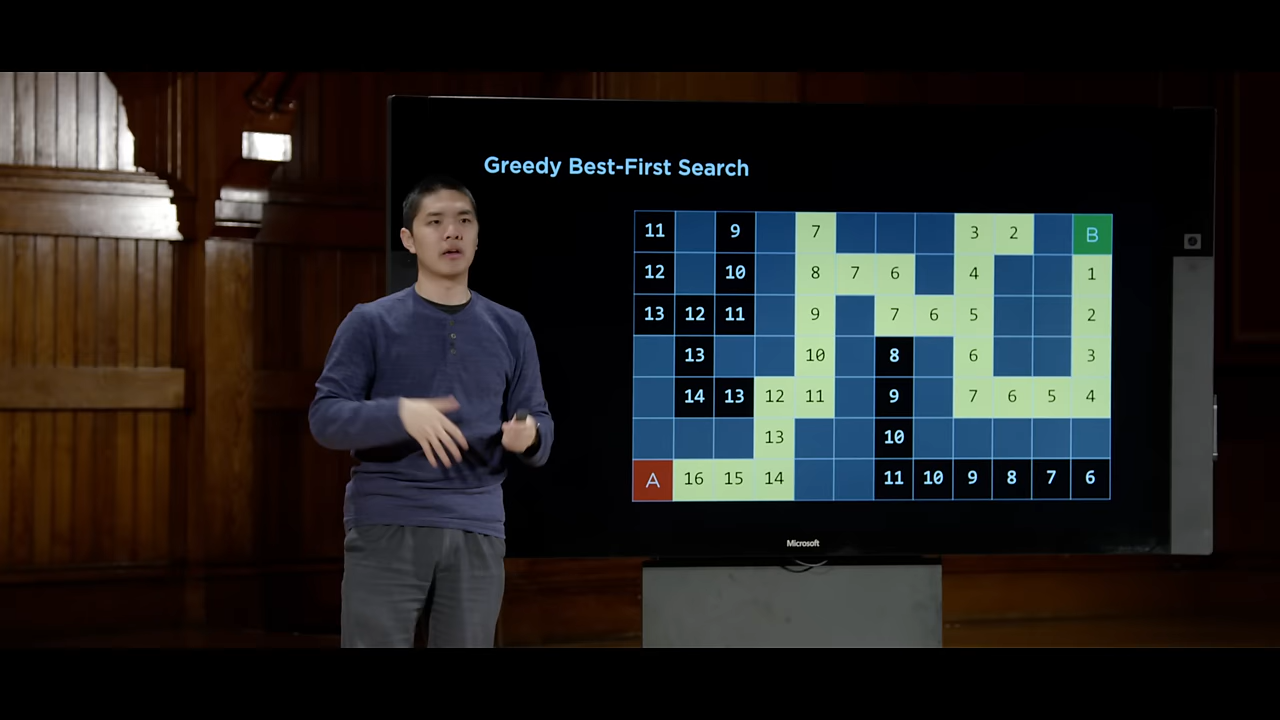 Greedy Best-First Search
11 9 7 3 2 B
12 10 8 7 6 4 1
13 12 11 9 7 6 5 2
13 10 8 6 3
14 13 12 11 9 7 6 5 4
13 10
A 16 15 14 11 10 9 8 7 6
Microsoft